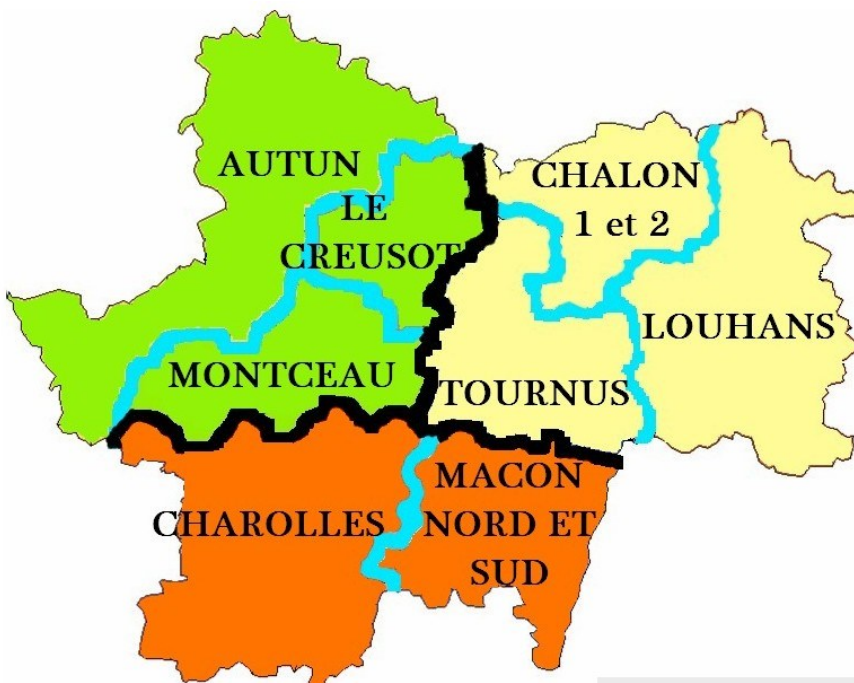 AUTUN
LE
CREUSOT
MONTCEAU
CHALON
1 et 2
LOUHANS
TOURNUS
CHAROLLES
MACON
NORD ET
SUD